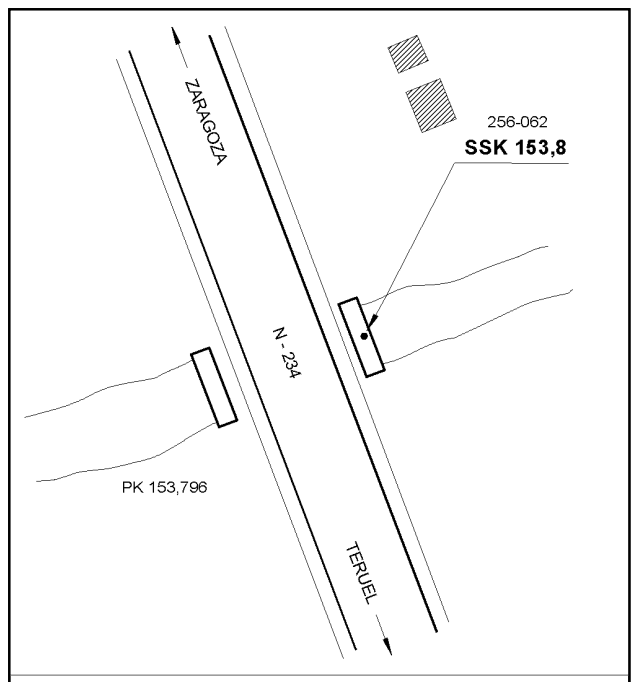 ZARAGOZA
256-062
SSK 153,8
N - 234
PK 153,796
TERUEL